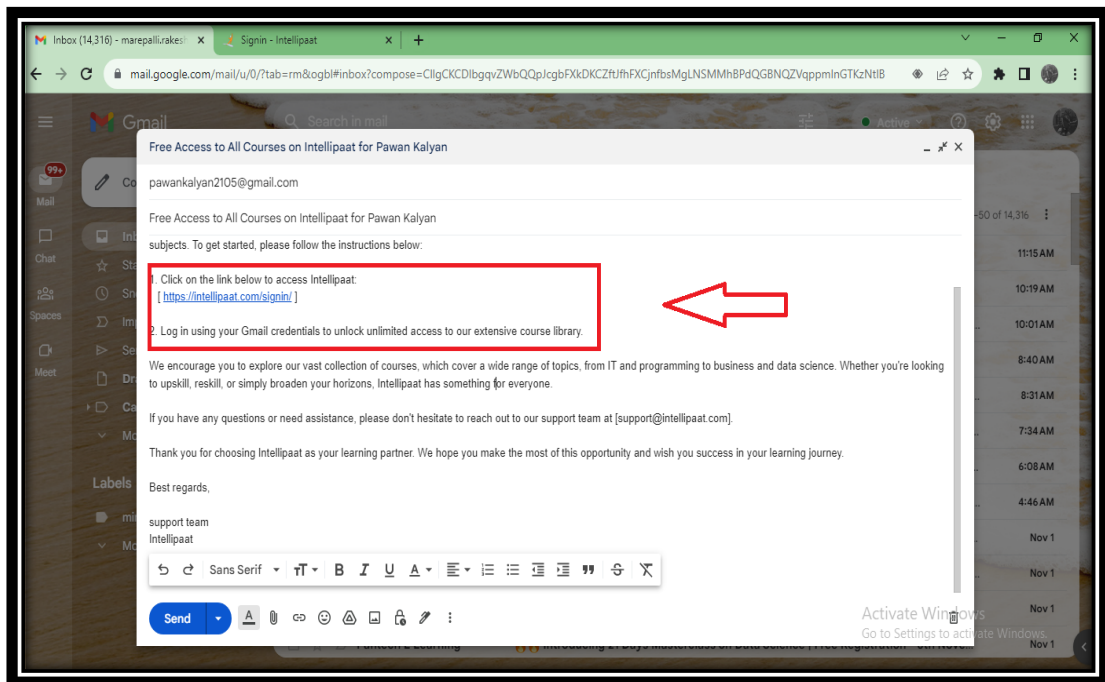 Inbox (14,316) - marepalli.rakesh
Signin - Intellipaat
mail.google.com/mail/u/0/?tab=rm&ogbl#inbox?compose=
Gmail
Search in mail
Active
99+
Mail
Chat
Spaces
Meet
Labels
Free Access to All Courses on Intellipaat for Pawan Kalyan
pawankalyan2105@gmail.com
Free Access to All Courses on Intellipaat for Pawan Kalyan
subjects. To get started, please follow the instructions below:
1. Click on the link below to access Intellipaat:
[ https://intellipaat.com/signin/ ]
2. Log in using your Gmail credentials to unlock unlimited access to our extensive course library.
We encourage you to explore our vast collection of courses, which cover a wide range of topics, from IT and programming to business and data science. Whether you're looking
to upskill, reskill, or simply broaden your horizons, Intellipaat has something for everyone.
If you have any questions or need assistance, please don't hesitate to reach out to our support team at [support@intellipaat.com].
Thank you for choosing Intellipaat as your learning partner. We hope you make the most of this opportunity and wish you success in your learning journey.
Best regards,
support team
Intellipaat
Sans Serif
Send
-50 of 14,316
11:15 AM
10:19 AM
10:01 AM
8:40 AM
8:31 AM
7:34 AM
6:08 AM
4:46 AM
Nov 1
Nov 1
Nov 1
Nov 1
Activate Windows
Go to Settings to activate Windows.